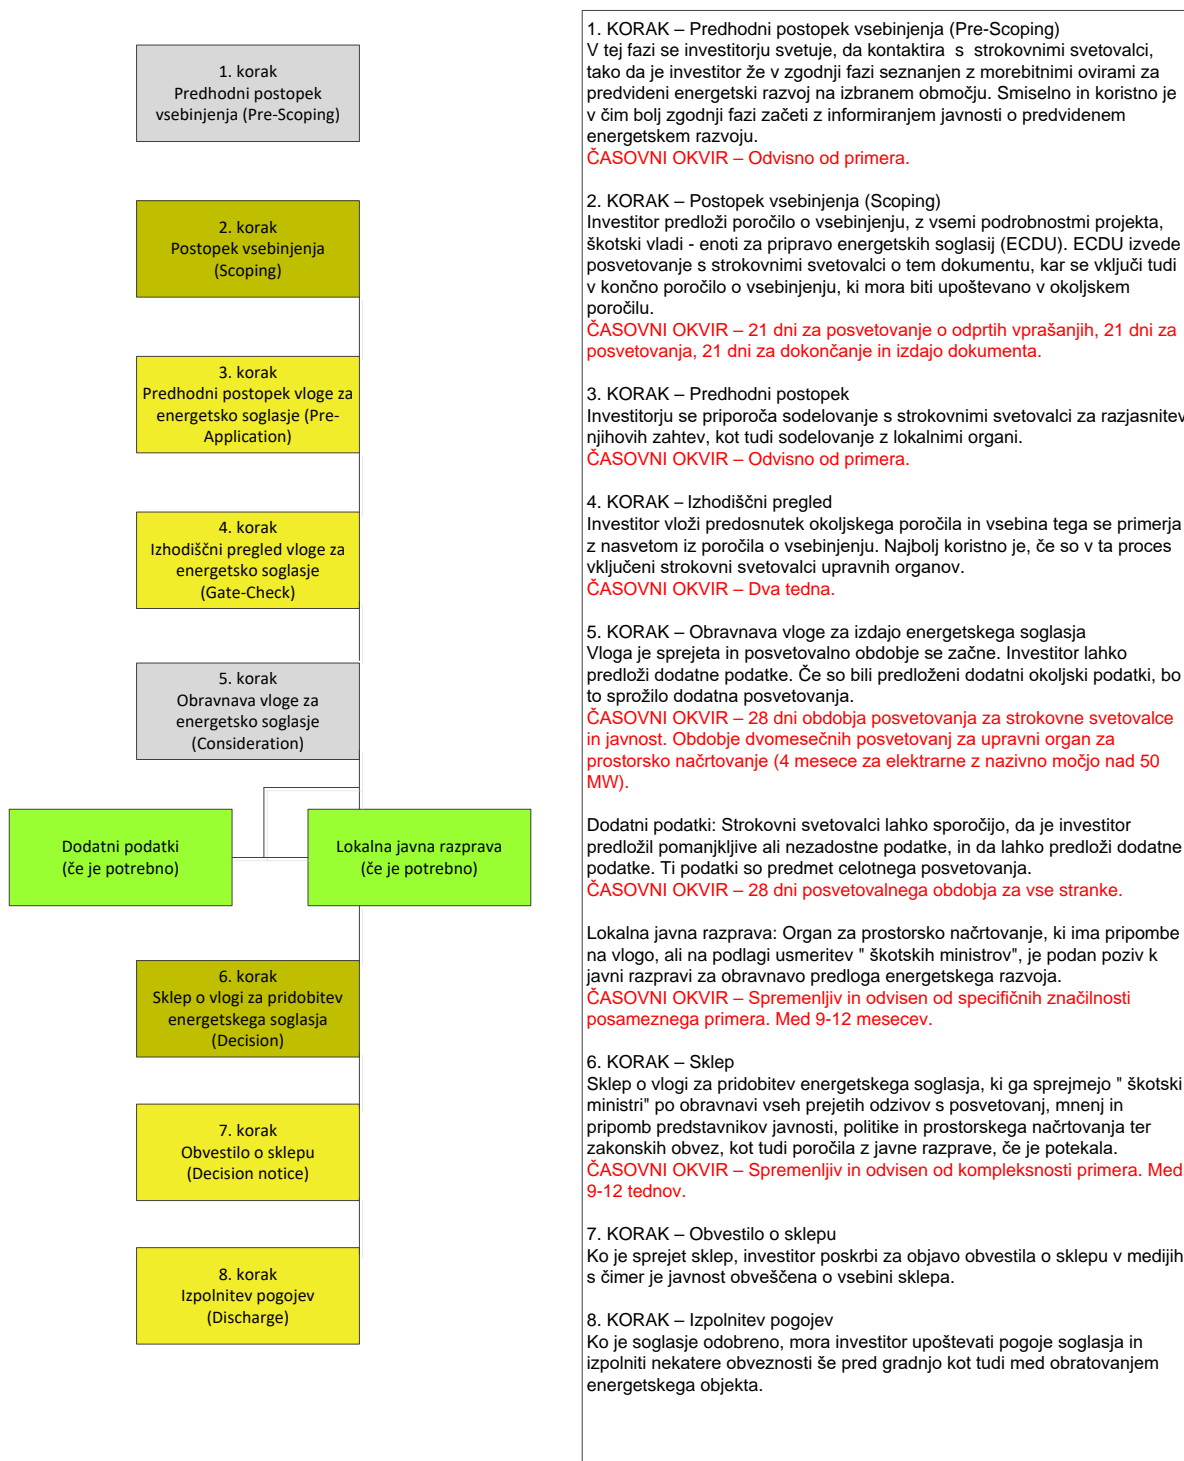 1. korak
Predhodni postopek
vsebinjenja (Pre-Scoping)
2. korak
Postopek vsebinjenja
(Scoping)
3. korak
Predhodni postopek vloge za
energetsko soglasje (Pre-
Application)
4. korak
Izhodiščni pregled vloge za
energetsko soglasje
(Gate-Check)
5. korak
Obravnava vloge za
energetsko soglasje
(Consideration)
Dodatni podatki
(če je potrebno)
Lokalna javna razprava
(če je potrebno)
6. korak
Sklep o vlogi za pridobitev
energetskega soglasja
(Decision)
7. korak
Obvestilo o sklepu
(Decision notice)
8. korak
Izpolnitev pogojev
(Discharge)
1. KORAK – Predhodni postopek vsebinjenja (Pre-Scoping)
V tej fazi se investitorju svetuje, da kontaktira s strokovnimi svetovalci,
tako da je investitor že v zgodnji fazi seznanjen z morebitnimi ovirami za
predvideni energetski razvoj na izbranem območju. Smiselno in koristno je
v čim bolj zgodnji fazi začeti z informiranjem javnosti o predvidenem
energetskem razvoju.
ČASOVNI OKVIR – Odvisno od primera.
2. KORAK – Postopek vsebinjenja (Scoping)
Investitor predloži poročilo o vsebinjenju, z vsemi podrobnostmi projekta,
škotski vladi - enoti za pripravo energetskih soglasij (ECDU). ECDU izvede
posvetovanje s strokovnimi svetovalci o tem dokumentu, kar se vključi tudi
v končno poročilo o vsebinjenju, ki mora biti upoštevano v okoljskem
poročilu.
ČASOVNI OKVIR – 21 dni za posvetovanje o odprtih vprašanjih, 21 dni za
posvetovanja, 21 dni za dokončanje in izdajo dokumenta.
3. KORAK – Predhodni postopek
Investitorju se priporoča sodelovanje s strokovnimi svetovalci za razjasnitev
njihovih zahtev, kot tudi sodelovanje z lokalnimi organi.
ČASOVNI OKVIR – Odvisno od primera.
4. KORAK – Izhodiščni pregled
Investitor vloži predosnutek okoljskega poročila in vsebina tega se primerja
z nasvetom iz poročila o vsebinjenju. Najbolj koristno je, če so v ta proces
vključeni strokovni svetovalci upravnih organov.
ČASOVNI OKVIR – Dva tedna.
5. KORAK – Obravnava vloge za izdajo energetskega soglasja
Vloga je sprejeta in posvetovalno obdobje se začne. Investitor lahko
predloži dodatne podatke. Če so bili predloženi dodatni okoljski podatki, bo
to sprožilo dodatna posvetovanja.
ČASOVNI OKVIR – 28 dni obdobja posvetovanja za strokovne svetovalce
in javnost. Obdobje dvomesečnih posvetovanj za upravni organ za
prostorsko načrtovanje (4 mesece za elektrarne z nazivno močjo nad 50
MW).
Dodatni podatki: Strokovni svetovalci lahko sporočijo, da je investitor
predložil pomanjkljive ali nezadostne podatke, in da lahko predloži dodatne
podatke. Ti podatki so predmet celotnega posvetovanja.
ČASOVNI OKVIR – 28 dni posvetovalnega obdobja za vse stranke.
Lokalna javna razprava: Organ za prostorsko načrtovanje, ki ima pripombe
na vlogo, ali na podlagi usmeritev " škotskih ministrov", je podan poziv k
javni razpravi za obravnavo predloga energetskega razvoja.
ČASOVNI OKVIR – Spremenljiv in odvisen od specifičnih značilnosti
posameznega primera. Med 9-12 mesecev.
6. KORAK – Sklep
Sklep o vlogi za pridobitev energetskega soglasja, ki ga sprejmejo " škotski
ministri" po obravnavi vseh prejetih odzivov s posvetovanj, mnenj in
pripomb predstavnikov javnosti, politike in prostorskega načrtovanja ter
zakonskih obvez, kot tudi poročila z javne razprave, če je potekala.
ČASOVNI OKVIR – Spremenljiv in odvisen od kompleksnosti primera. Med
9-12 tednov.
7. KORAK – Obvestilo o sklepu
Ko je sprejet sklep, investitor poskrbi za objavo obvestila o sklepu v medijih
s čimer je javnost obveščena o vsebini sklepa.
8. KORAK – Izpolnitev pogojev
Ko je soglasje odobreno, mora investitor upoštevati pogoje soglasja in
izpolniti nekatere obveznosti še pred gradnjo kot tudi med obratovanjem
energetskega objekta.